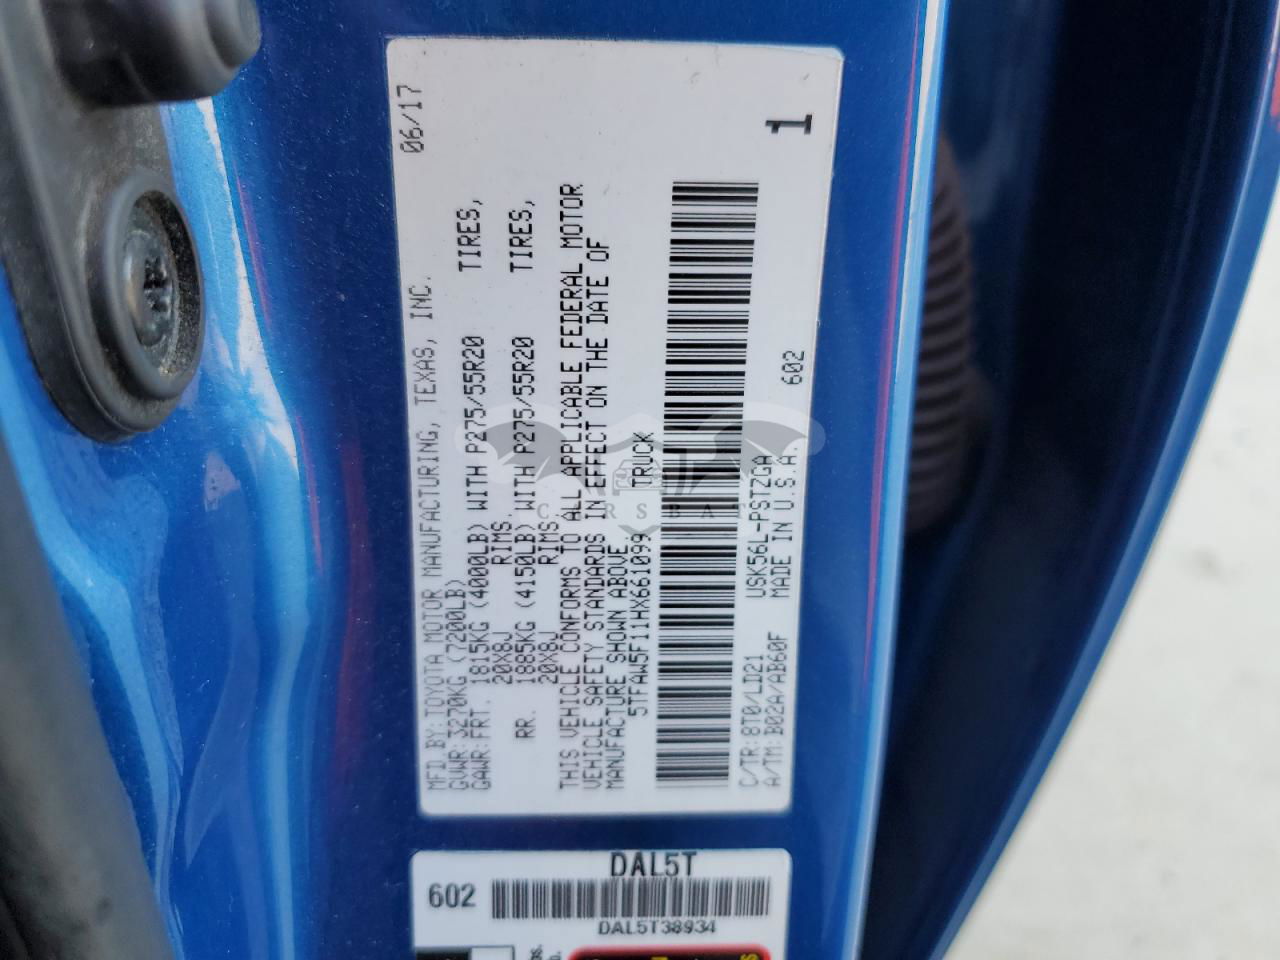 MFD.BY:TOYOTA MOTOR MANUFACTURING, TEXAS, INC. 06/17
GVWR:3270KG (7200LB)
GAWR:FRT. 1815KG (4000LB) WITH P275/55R20 TIRES,
20X8J RIMS,
RR. 1885KG (4150LB) WITH P275/55R20 TIRES,
20X8J RIMS
THIS VEHICLE CONFORMS TO ALL APPLICABLE FEDERAL MOTOR
VEHICLE SAFETY STANDARDS IN EFFECT ON THE DATE OF
MANUFACTURE SHOWN ABOVE
5TFAW5F11HX661099 TRUCK
C/TR:8T0/LD21 USK56L-PSTZGA 602
A/TM:B02A/AB60F MADE IN U.S.A. 1
DAL5T
602
DAL5T38934
CARSBAT